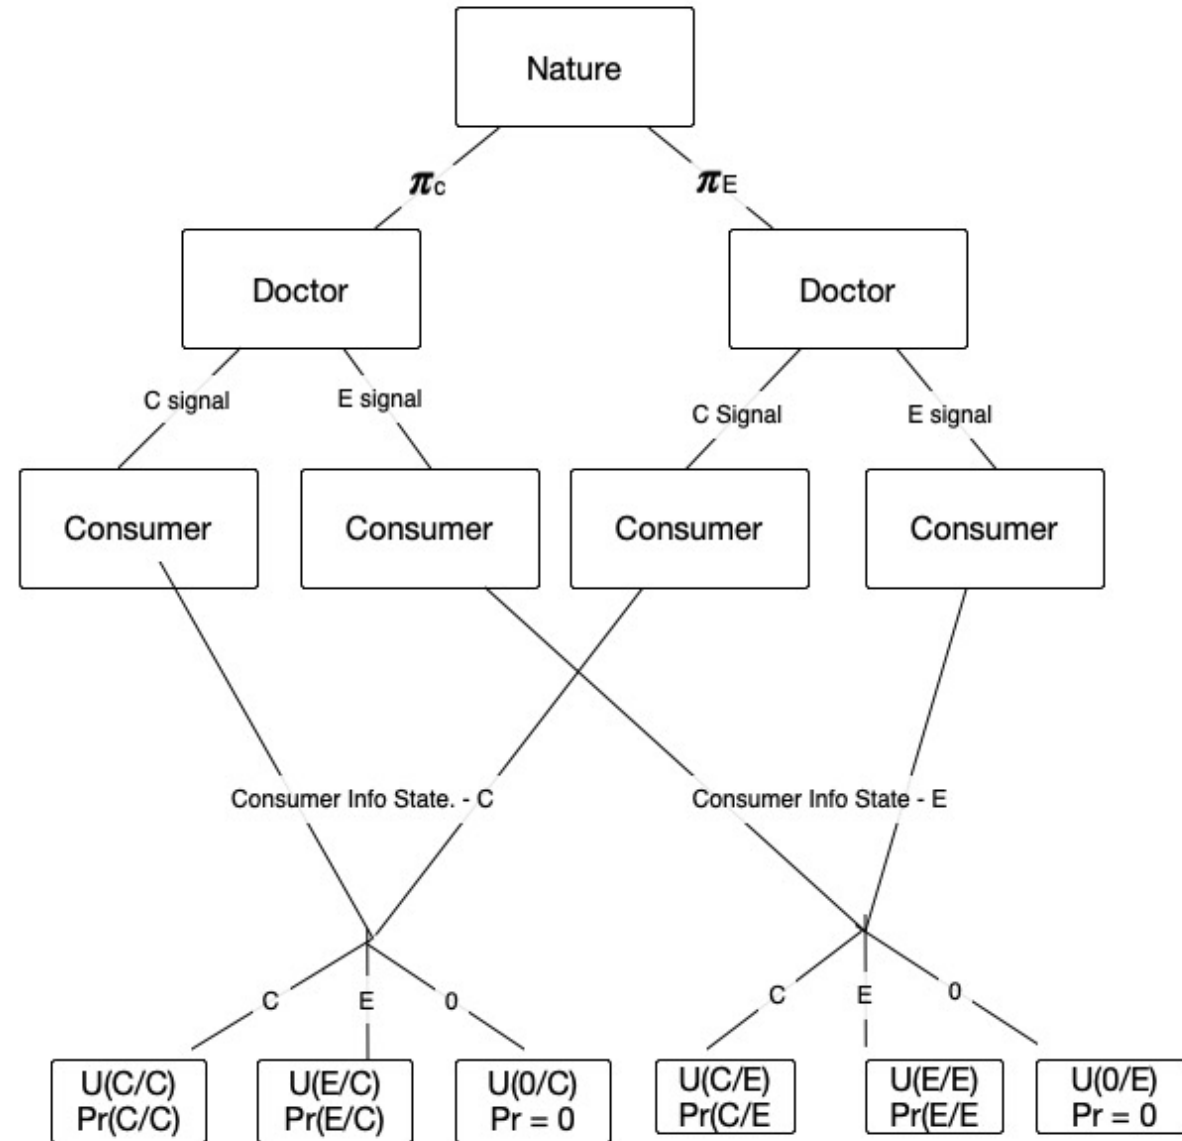 Nature
𝝅c
𝝅E
Doctor
Doctor
C signal
E signal
C Signal
E signal
Consumer
Consumer
Consumer
Consumer
Consumer Info State. - C
Consumer Info State - E
C
E
0
C
E
0
U(C/C)
Pr(C/C)
U(E/C)
Pr(E/C)
U(0/C)
Pr = 0
U(C/E)
Pr(C/E
U(E/E)
Pr(E/E
U(0/E)
Pr = 0